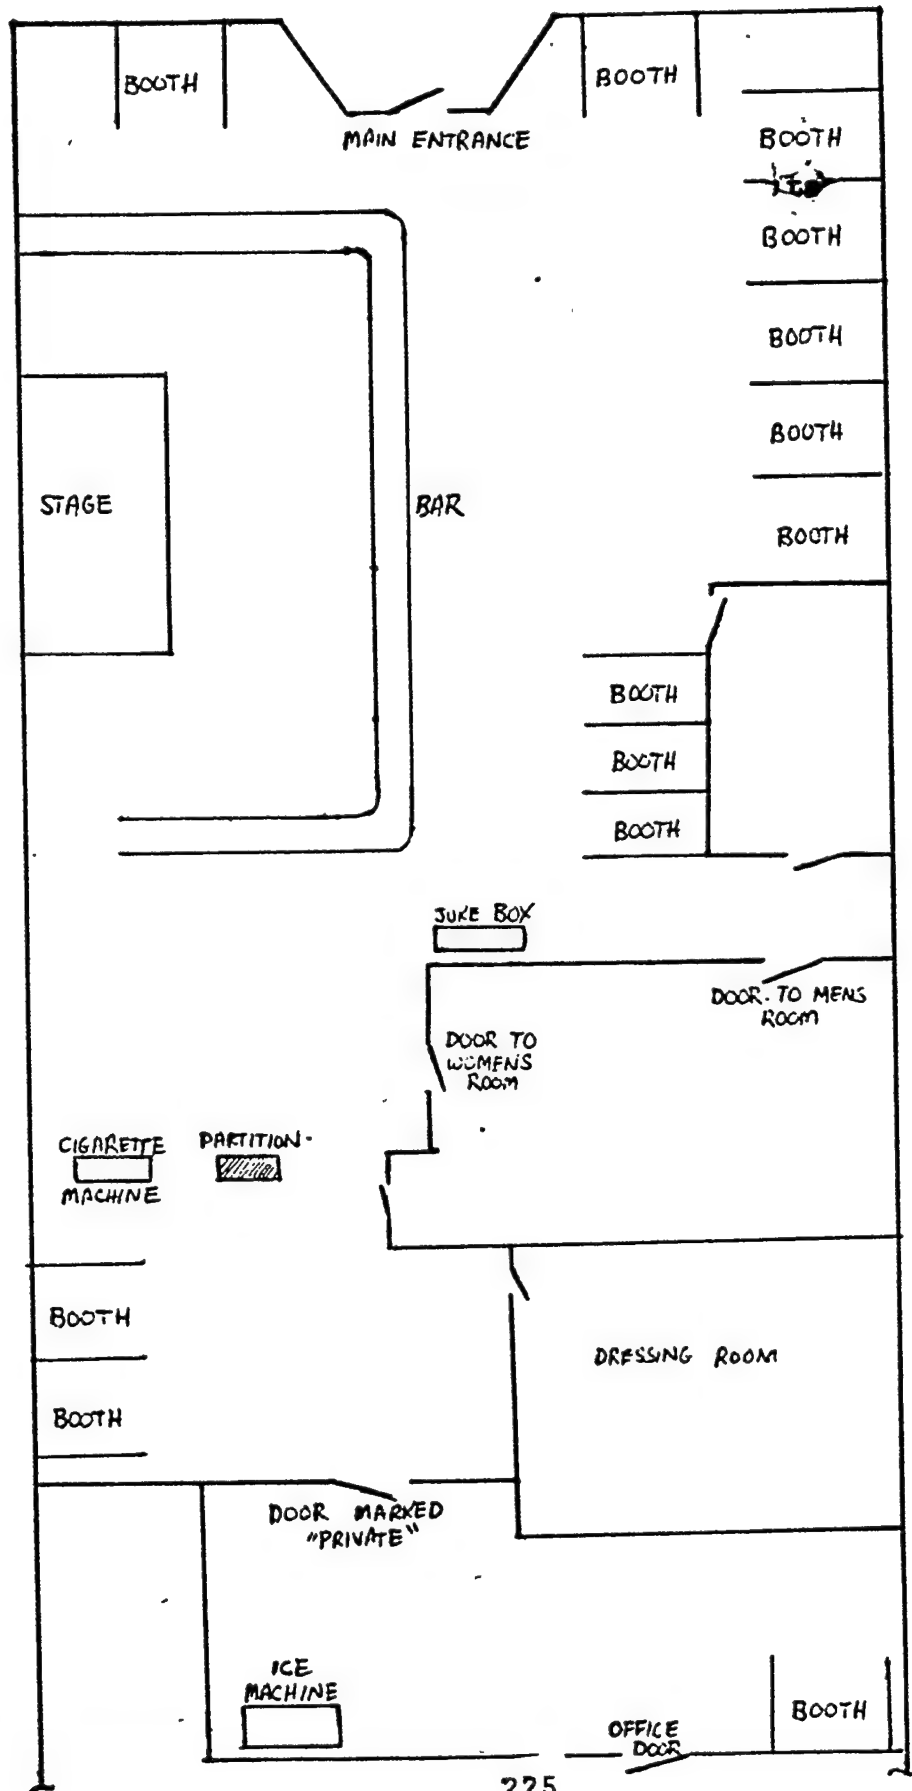 BOOTH
BOOTH
MAIN ENTRANCE
BOOTH
BOOTH
BOOTH
BOOTH
STAGE
BAR
BOOTH
BOOTH
BOOTH
BOOTH
JUKE BOX
DOOR TO MENS
ROOM
DOOR TO
WOMENS
ROOM
CIGARETTE
MACHINE
PARTITION
BOOTH
DRESSING ROOM
BOOTH
DOOR MARKED
"PRIVATE"
ICE
MACHINE
BOOTH
OFFICE
DOOR
225